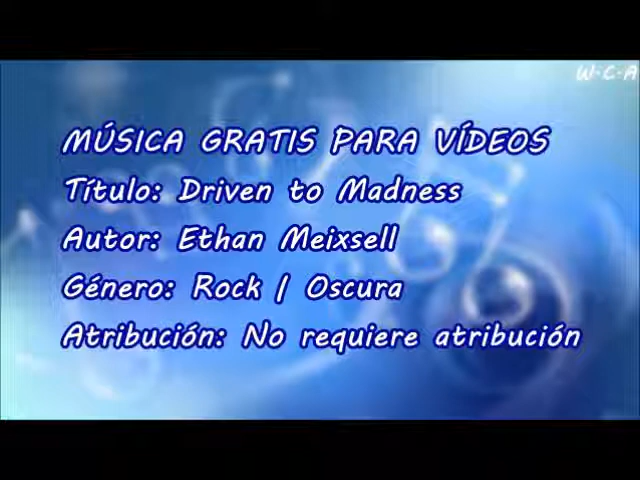 W-C-A
MÚSICA GRATIS PARA VÍDEOS
Título: Driven to Madness
Autor: Ethan Meixsell
Género: Rock | Oscura
Atribución: No requiere atribución